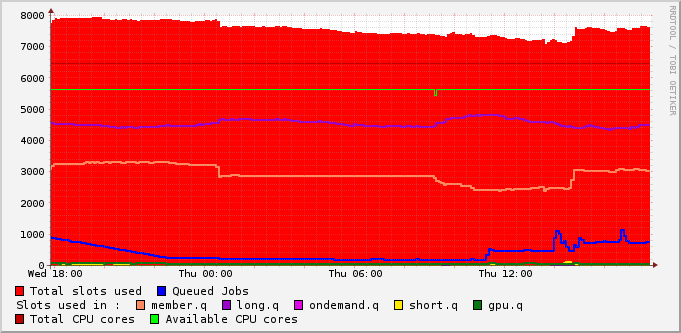 8000
7000
6000
5000
4000
3000
2000
1000
0
Wed 18:00 Thu 00:00 Thu 06:00 Thu 12:00
Total slots used Queued Jobs
Slots used in : member.q long.q ondemand.q short.q gpu.q
Total CPU cores Available CPU cores
RRDTOOL / TOBI OETIKER